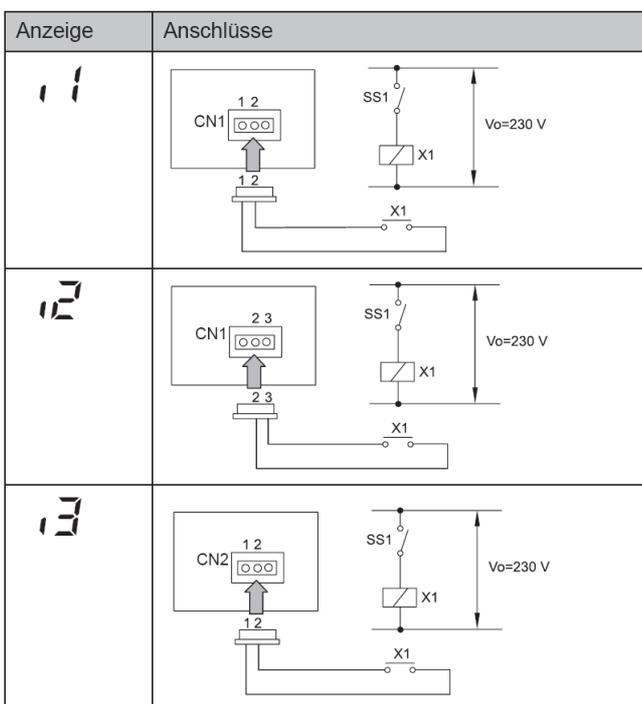 Anzeige Anschlüsse
i1
1 2
CN1
1 2
X1
SS1
X1
Vo=230 V
i2
2 3
CN1
2 3
X1
SS1
X1
Vo=230 V
i3
1 2
CN2
1 2
X1
SS1
X1
Vo=230 V